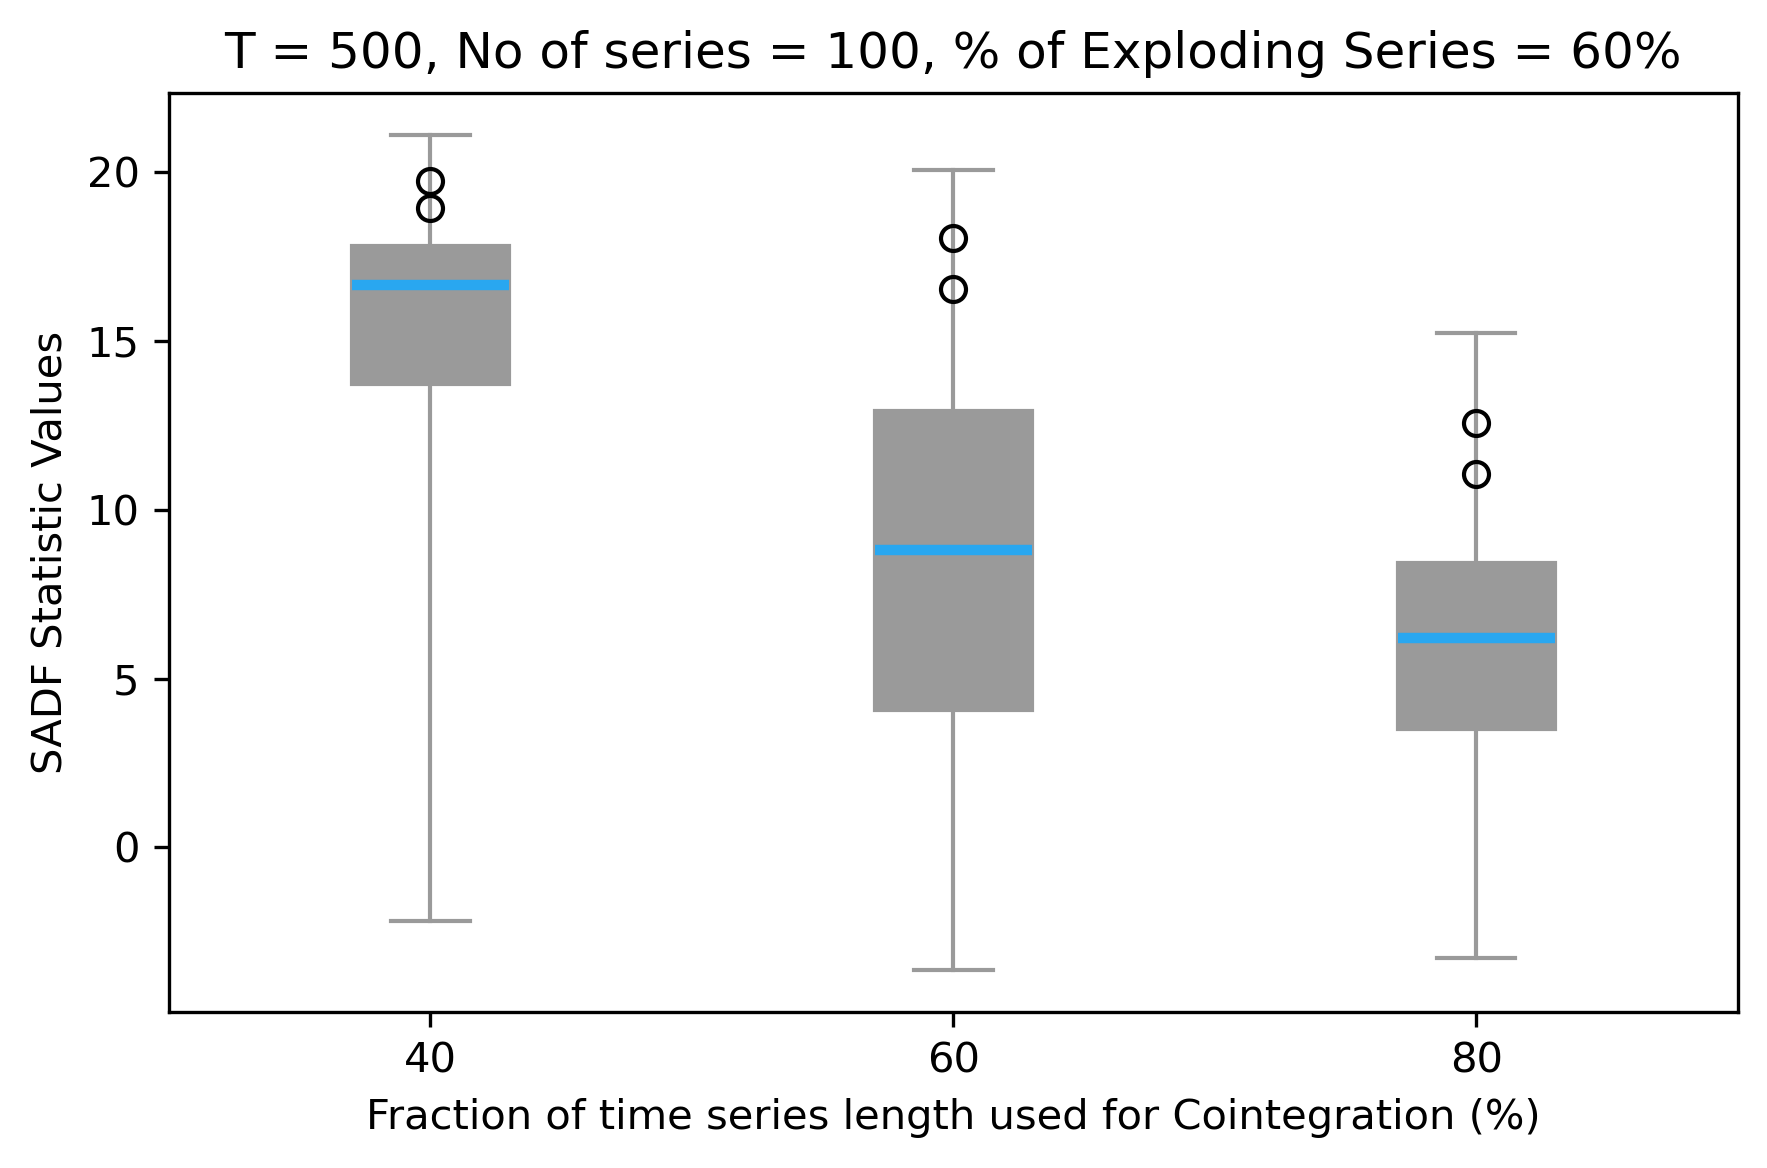 T = 500, No of series = 100, % of Exploding Series = 60%
SADF Statistic Values
20
15
10
5
0
40
60
80
Fraction of time series length used for Cointegration (%)